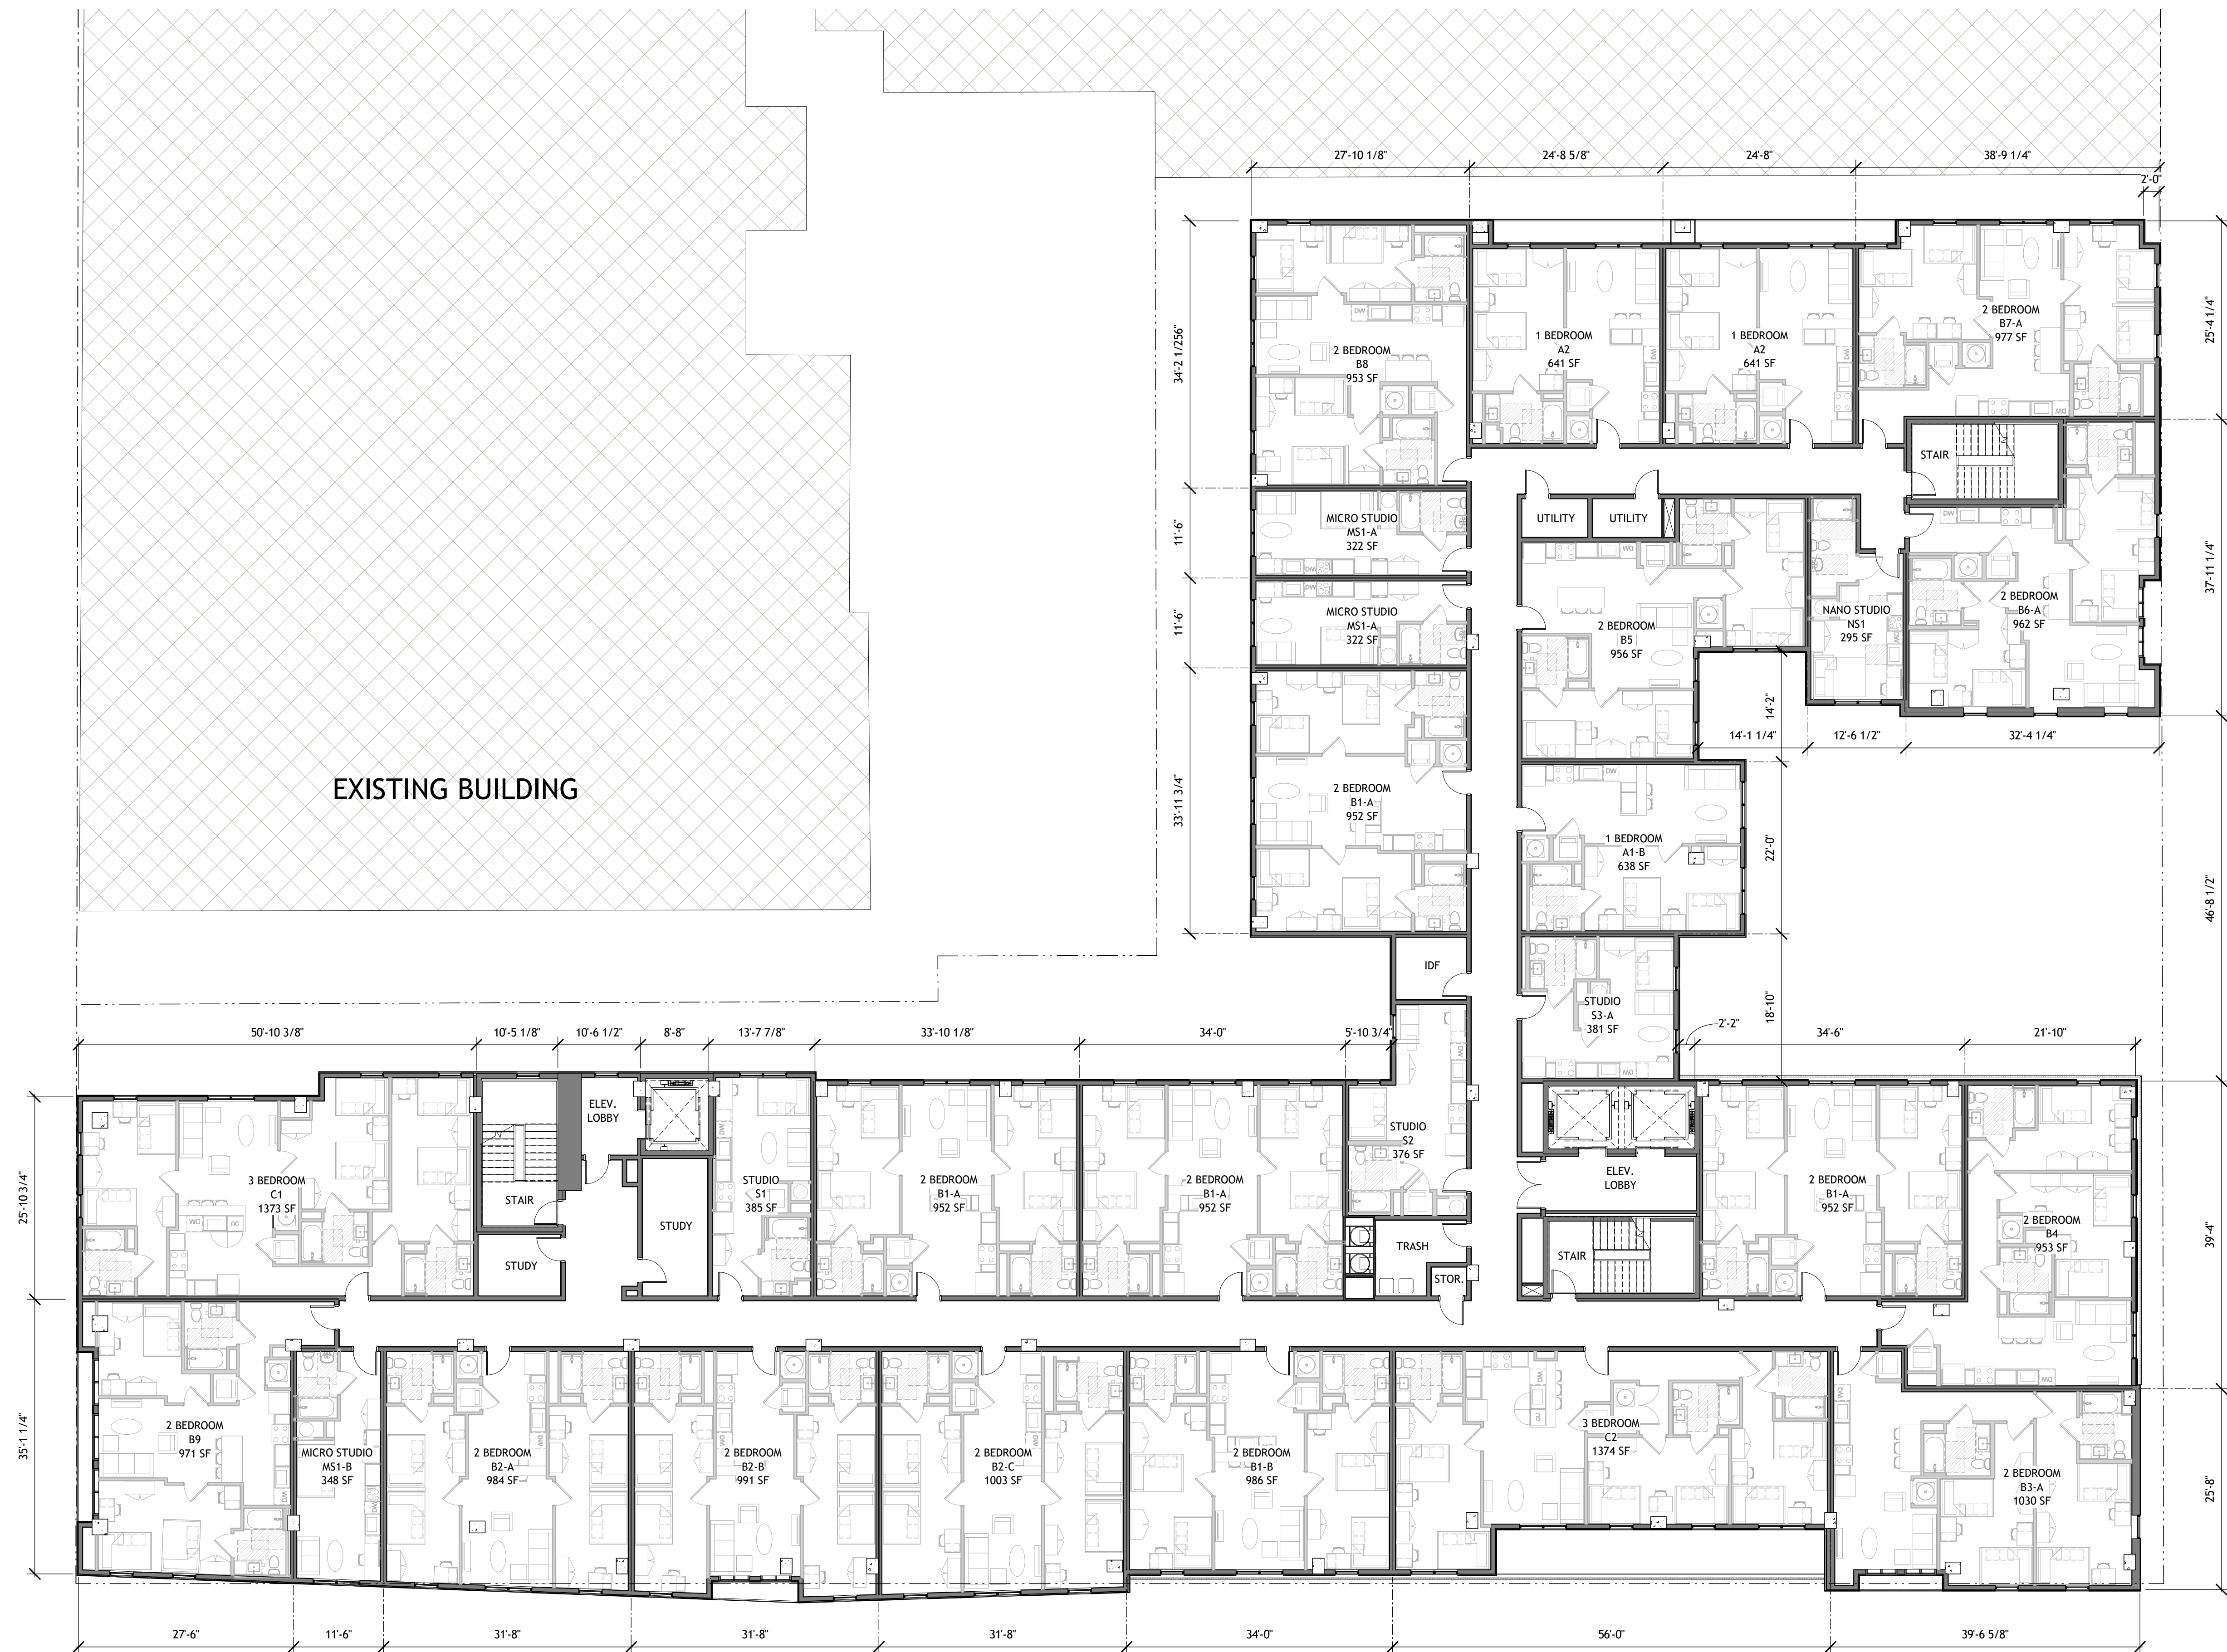 27'-10 1/8"
24'-8 5/8"
24'-8"
38'-9 1/4"
2'-0"
34'-2 1/256"
25'-4 1/4"
2 BEDROOM
B8
953 SF
1 BEDROOM
A2
641 SF
1 BEDROOM
A2
641 SF
2 BEDROOM
B7-A
977 SF
STAIR
UTILITY
UTILITY
11'-6"
MICRO STUDIO
MS1-A
322 SF
11'-6"
MICRO STUDIO
MS1-A
322 SF
2 BEDROOM
B5
956 SF
NANO STUDIO
NS1
295 SF
2 BEDROOM
B6-A
962 SF
37'-11 1/4"
14'-2"
14'-1 1/4"
12'-6 1/2"
32'-4 1/4"
EXISTING BUILDING
33'-11 3/4"
2 BEDROOM
B1-A
952 SF
1 BEDROOM
A1-B
638 SF
22'-0"
46'-8 1/2"
IDF
STUDIO
S3-A
381 SF
18'-10"
2'-2"
34'-6"
21'-10"
50'-10 3/8"
10'-5 1/8"
10'-6 1/2"
8'-8"
13'-7 7/8"
33'-10 1/8"
34'-0"
5'-10 3/4"
25'-10 3/4"
3 BEDROOM
C1
1373 SF
STAIR
STUDY
ELEV.
LOBBY
STUDY
STUDIO
S1
385 SF
2 BEDROOM
B1-A
952 SF
2 BEDROOM
B1-A
952 SF
STUDIO
S2
376 SF
TRASH
STOR.
ELEV.
LOBBY
STAIR
2 BEDROOM
B1-A
952 SF
2 BEDROOM
B4
953 SF
39'-4"
35'-1 1/4"
2 BEDROOM
B9
971 SF
MICRO STUDIO
MS1-B
348 SF
2 BEDROOM
B2-A
984 SF
2 BEDROOM
B2-B
991 SF
2 BEDROOM
B2-C
1003 SF
2 BEDROOM
B1-B
986 SF
3 BEDROOM
C2
1374 SF
2 BEDROOM
B3-A
1030 SF
25'-8"
27'-6"
11'-6"
31'-8"
31'-8"
31'-8"
34'-0"
56'-0"
39'-6 5/8"